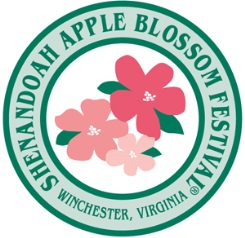 SHENANDOAH APPLE BLOSSOM FESTIVAL®
WINCHESTER, VIRGINIA